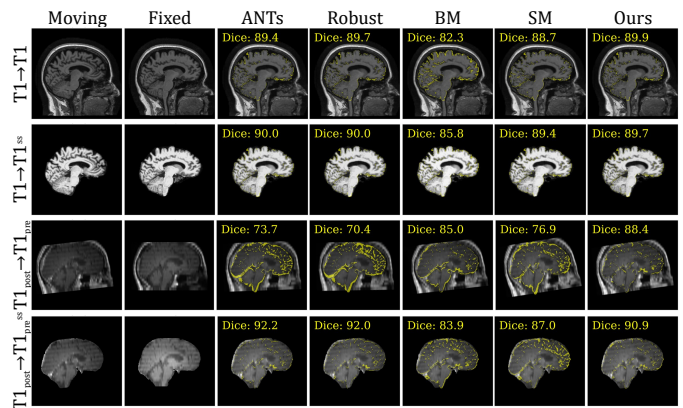 Moving Fixed ANTs Robust BM SM Ours
T1→T1 Dice: 89.4 Dice: 89.7 Dice: 82.3 Dice: 88.7 Dice: 89.9
T1→T1ss Dice: 90.0 Dice: 90.0 Dice: 85.8 Dice: 89.4 Dice: 89.7
T1post→T1pre Dice: 73.7 Dice: 70.4 Dice: 85.0 Dice: 76.9 Dice: 88.4
T1post→T1pre ss Dice: 92.2 Dice: 92.0 Dice: 83.9 Dice: 87.0 Dice: 90.9